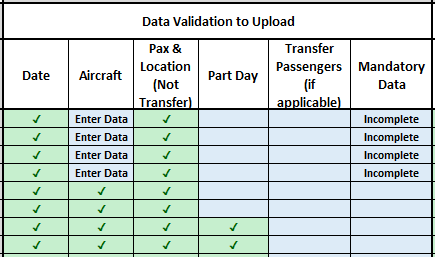 Data Validation to Upload
Date Aircraft Pax & Location (Not Transfer) Part Day Transfer Passengers (if applicable) Mandatory Data
✓ Enter Data ✓ Incomplete
✓ Enter Data ✓ Incomplete
✓ Enter Data ✓ Incomplete
✓ Enter Data ✓ Incomplete
✓ ✓ ✓
✓ ✓ ✓
✓ ✓ ✓ ✓
✓ ✓ ✓ ✓